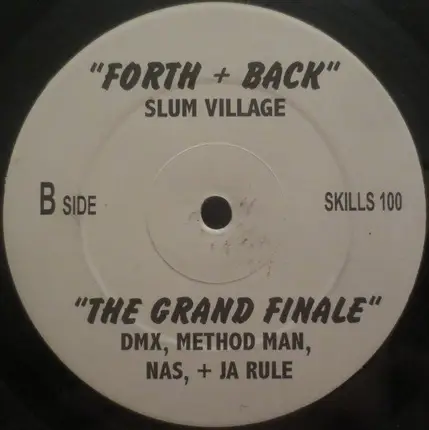 "FORTH + BACK"
SLUM VILLAGE
B SIDE
SKILLS 100
"THE GRAND FINALE"
DMX, METHOD MAN,
NAS, + JA RULE